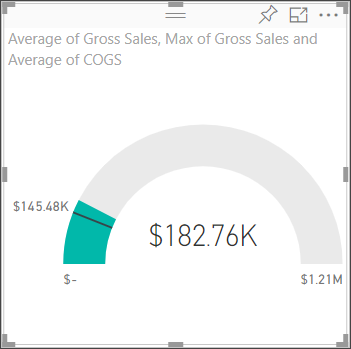 Average of Gross Sales, Max of Gross Sales and
Average of COGS
$145.48K
$182.76K
$-
$1.21M